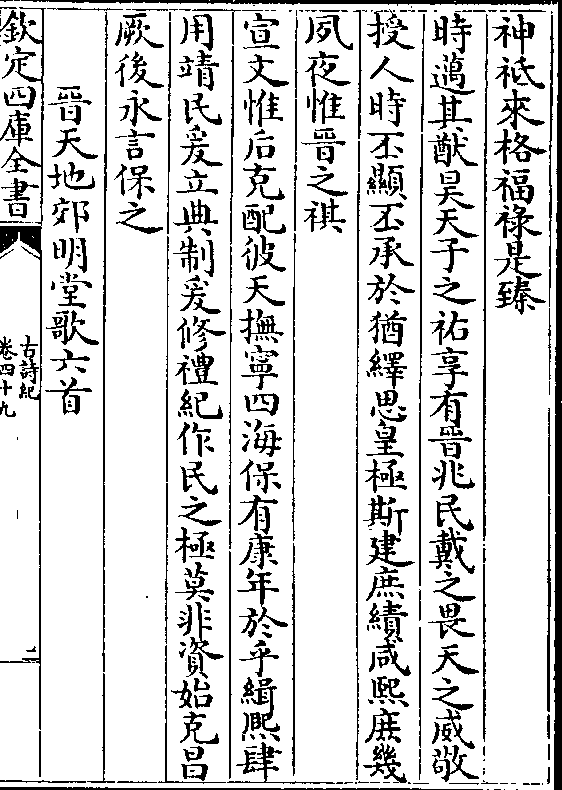 神祇來格福祿是臻
時邁其猷昊天子之祐享有晉兆民戴之畏天之威敬
授人時丕顯丕承於猶繹思皇極斯建庶績咸熙庶幾
夙夜惟晉之祺
宣文惟后克配彼天撫寧四海保有康年於乎緝熙肆
用靖民爰立典制爰修禮紀作民之極莫非資始克昌
厥後永言保之
晉天地郊明堂歌六首
欽定四庫全書
古詩紀
卷四十九
二